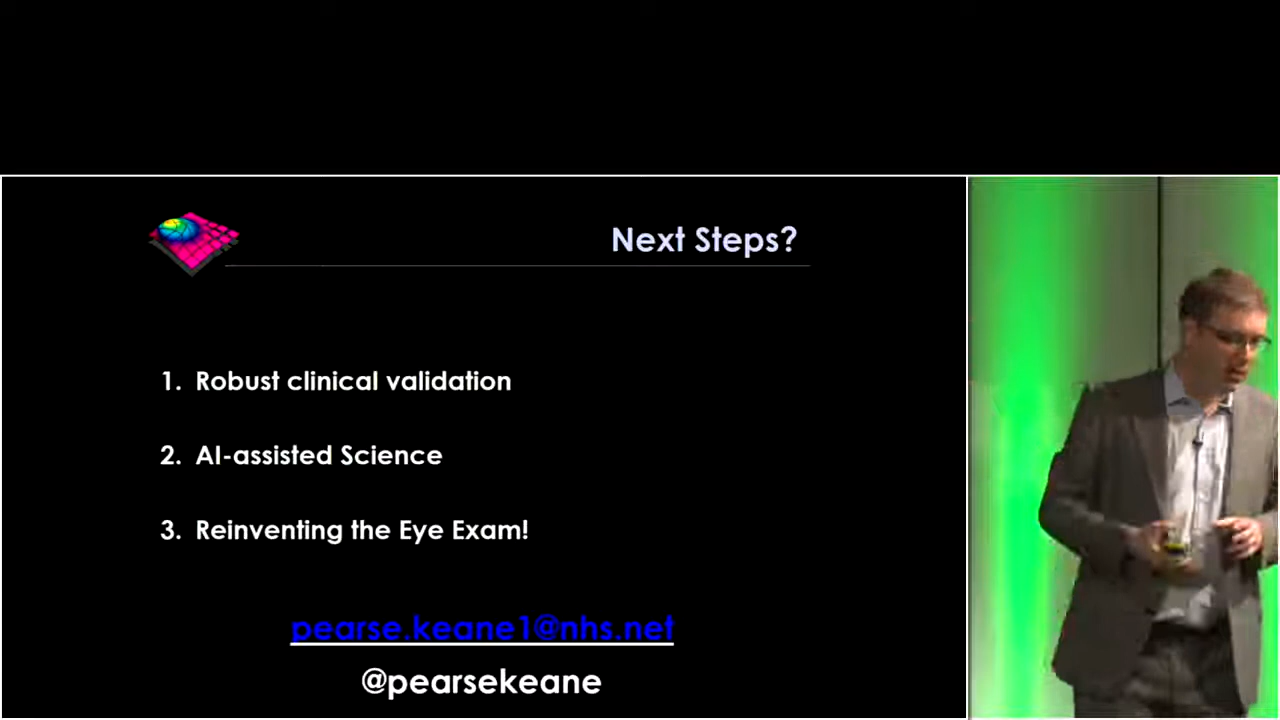 Next Steps?
1. Robust clinical validation
2. AI-assisted Science
3. Reinventing the Eye Exam!
pearse.keane1@nhs.net
@pearsekeane